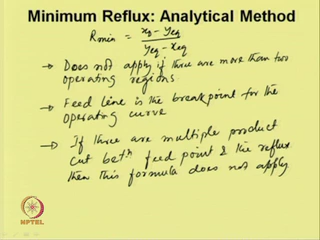 Minimum Reflux: Analytical Method
Rmin = xD - yeq
yeq - xeq
→ Does not apply if there are more than two
operating regions
→ Feed line is the breakpoint for the
operating curve
→ If there are multiple product
cut betn feed point & the reflux
then this formula does not apply
NPTEL